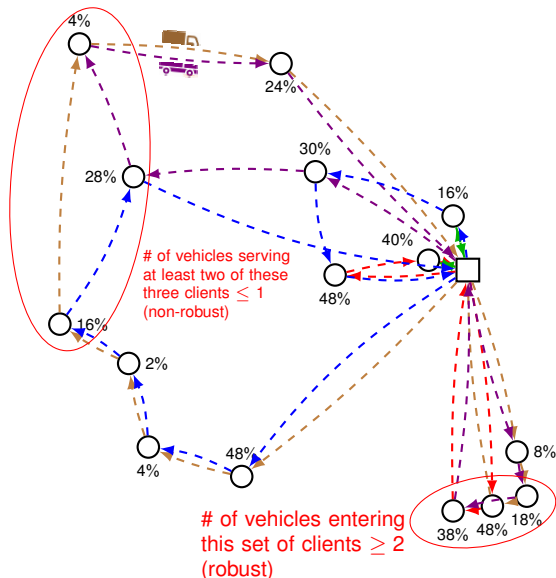 4%
24%
30%
28%
16%
40%
# of vehicles serving
at least two of these
three clients ≤ 1
(non-robust)
48%
16%
2%
4%
48%
8%
# of vehicles entering
this set of clients ≥ 2
(robust)
38%
48%
18%